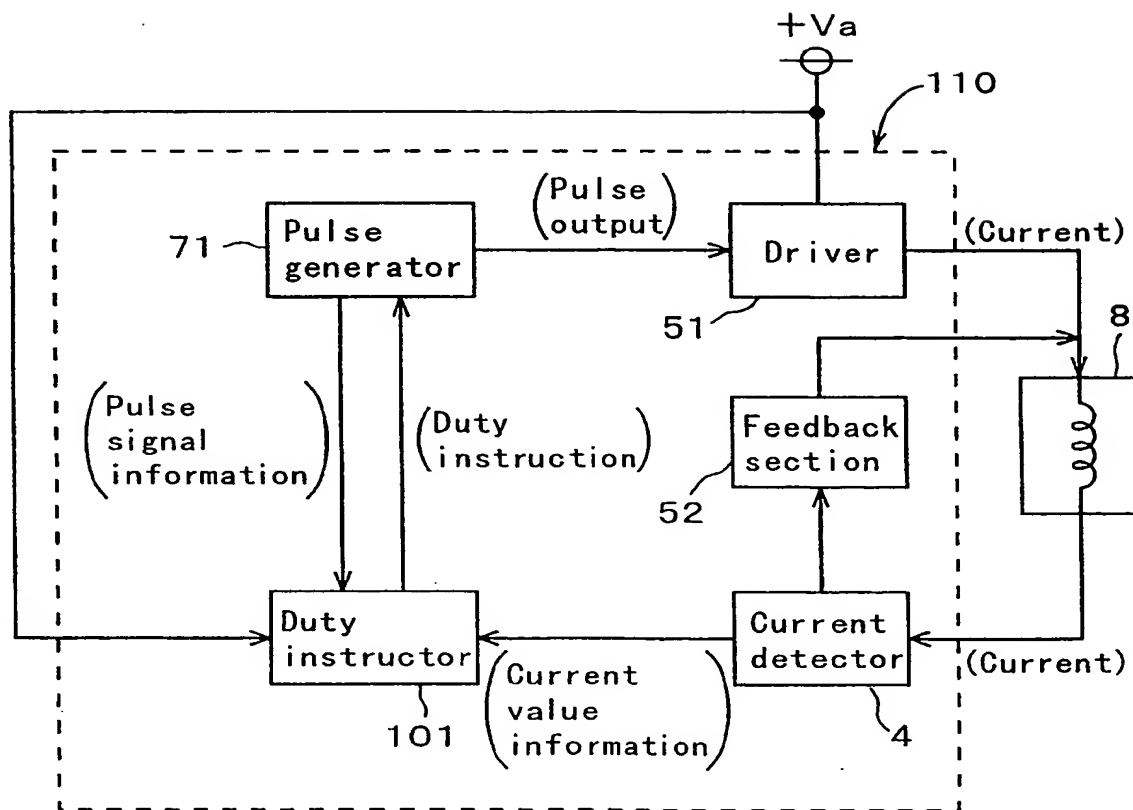 +Va
110
(Pulse
output)
71
Pulse
generator
Driver
(Current)
51
8
(Pulse
signal
information)
(Duty
instruction)
Feedback
section
52
Duty
instructor
Current
detector
(Current)
101
(Current
value
information)
4